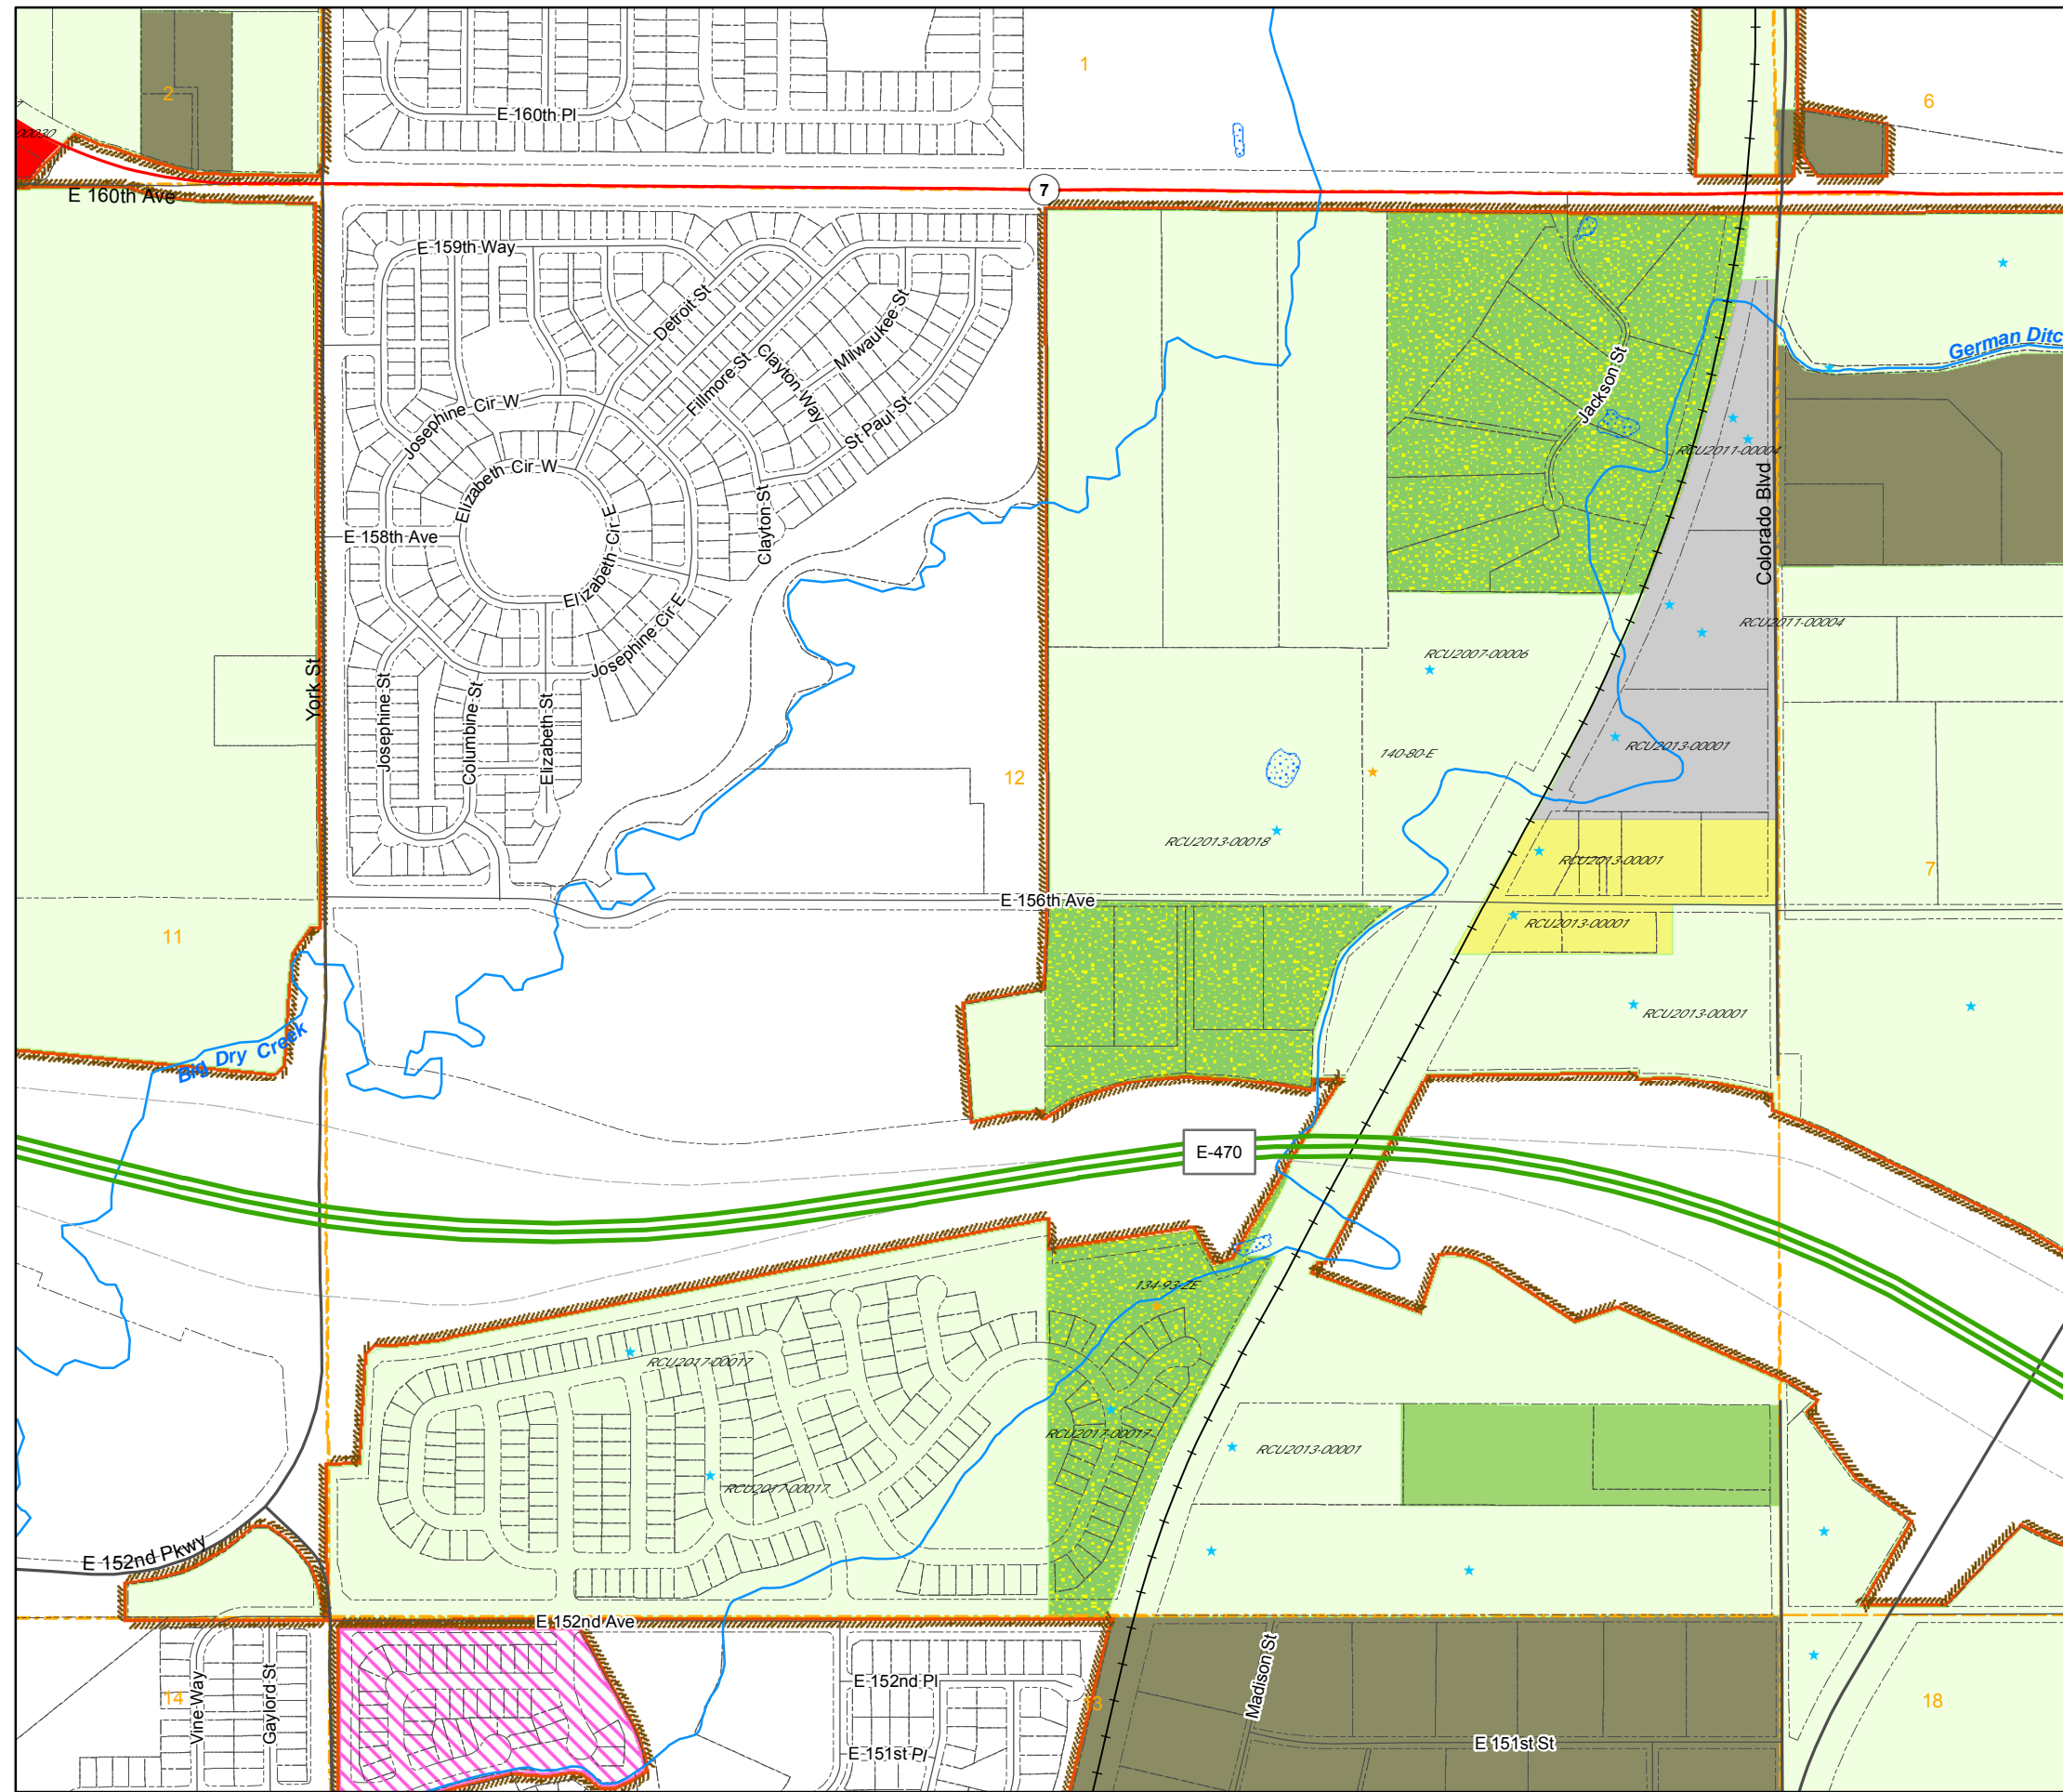 1
2
6
E 160th Pl
00030
7
E 160th Ave
E 159th Way
Detroit St
Milwaukee St
Fillmore St
Clayton Way
St Paul St
Jackson St
German Ditc
Josephine Cir W
Elizabeth Cir W
RCU2011-00004
Colorado Blvd
Clayton St
E 158th Ave
Elizabeth Cir E
Josephine Cir E
RCU2011-00004
RCU2007-00006
York St
Josephine St
Columbine St
Elizabeth St
RCU2013-00001
140-80-E
12
RCU2013-00018
RCU2013-00001
7
E 156th Ave
RCU2013-00001
11
RCU2013-00001
Big Dry Creek
E-470
134-93-ZE
RCU2017-00017
RCU2017-00017
RCU2013-00001
RCU2017-00017
E 152nd Pkwy
E 152nd Ave
Vine Way
Gaylord St
14
E 152nd Pl
Madison St
13
18
E 151st St
E 151st Pl